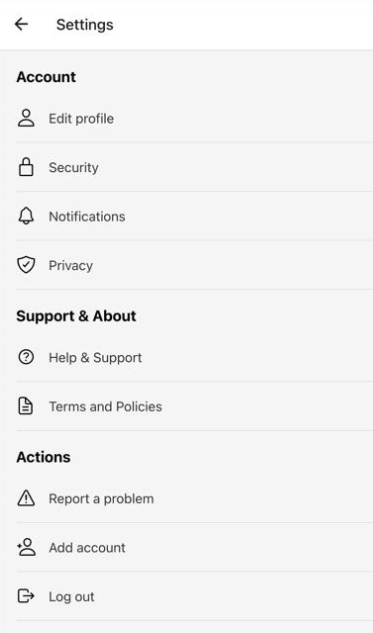 Settings
Account
Edit profile
Security
Notifications
Privacy
Support & About
Help & Support
Terms and Policies
Actions
Report a problem
Add account
Log out